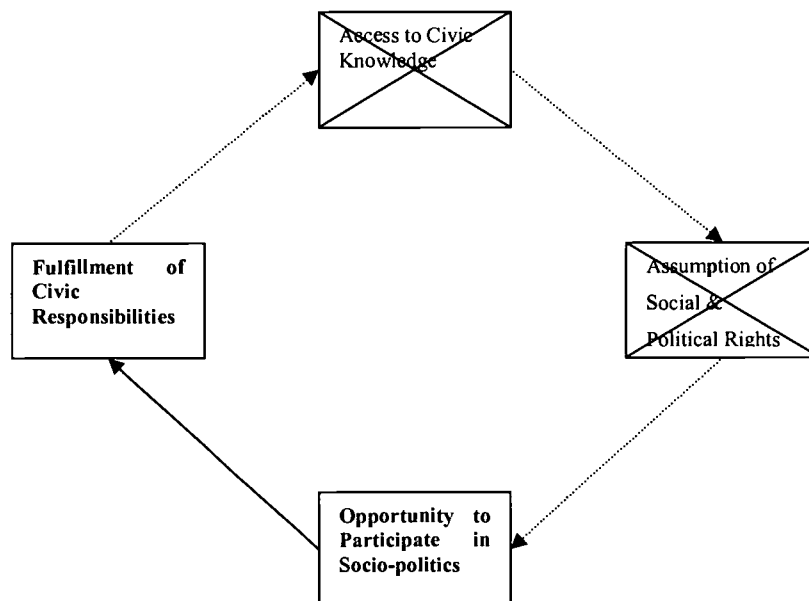 Access to Civic
Knowledge
Fulfillment of
Civic
Responsibilities
Assumption of
Social &
Political Rights
Opportunity to
Participate in
Socio-politics